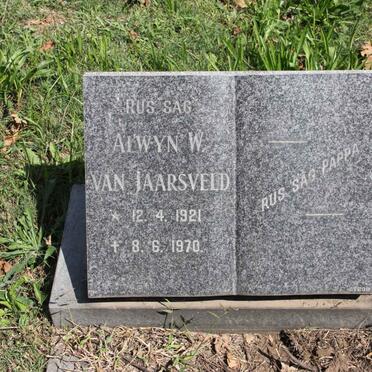 RUS SAG
ALWYN W.
VAN JAARSVELD
* 12. 4. 1921
† 8. 6. 1970.
RUS SAG PAPPA